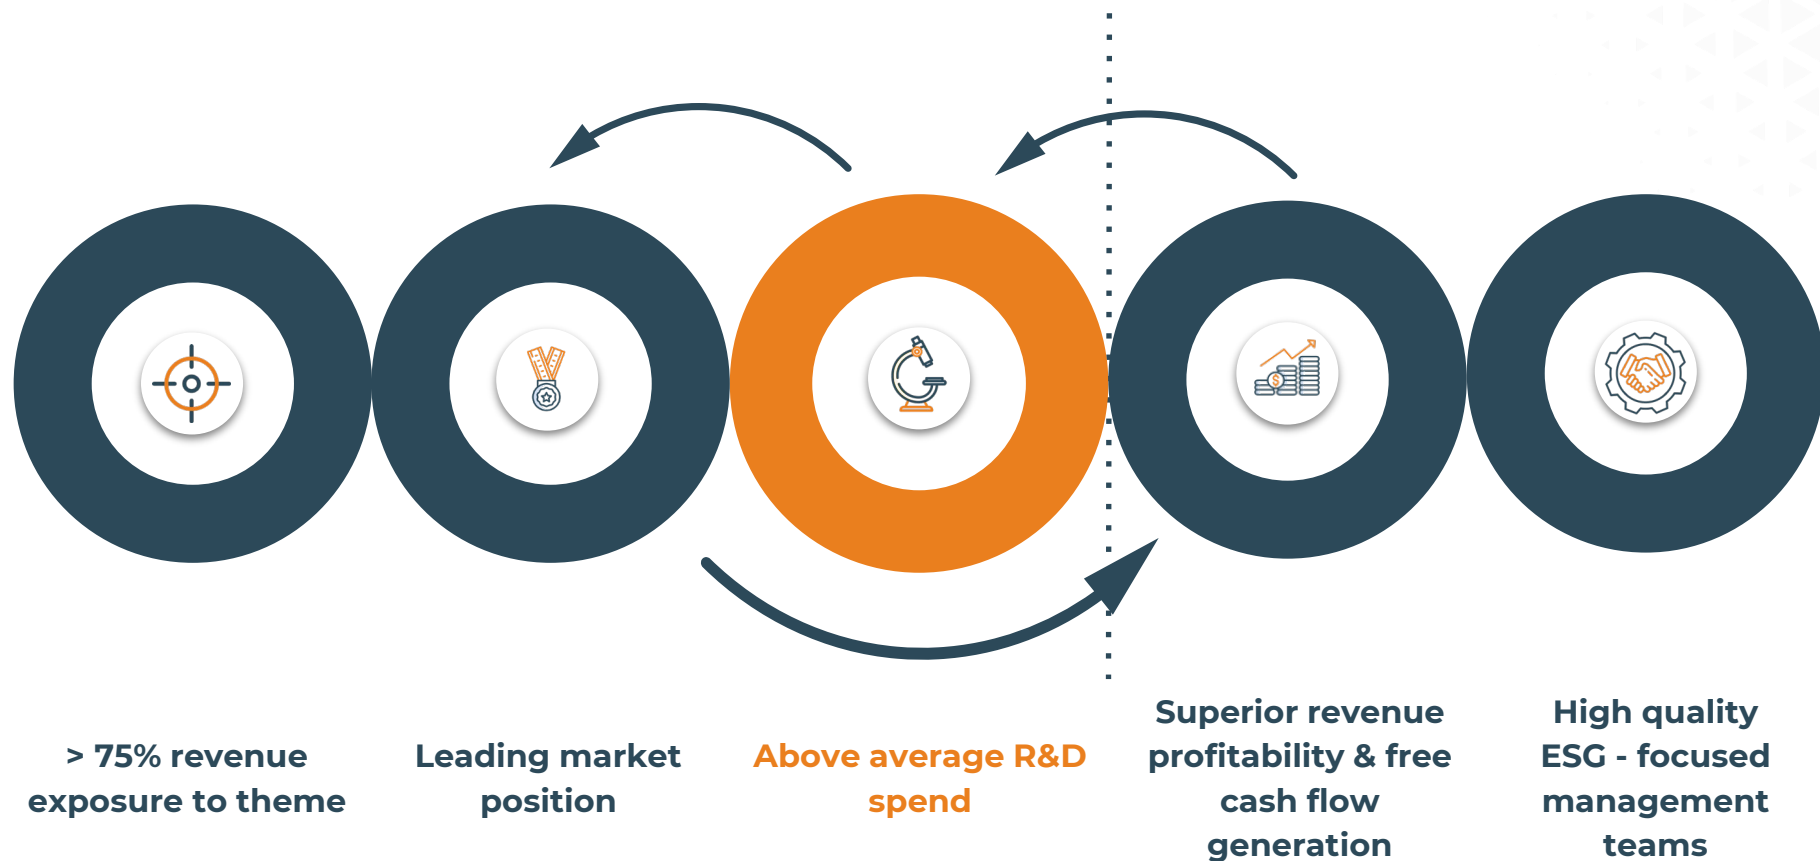 > 75% revenue
exposure to theme
Leading market
position
Above average R&D
spend
Superior revenue
profitability & free
cash flow
generation
High quality
ESG - focused
management
teams